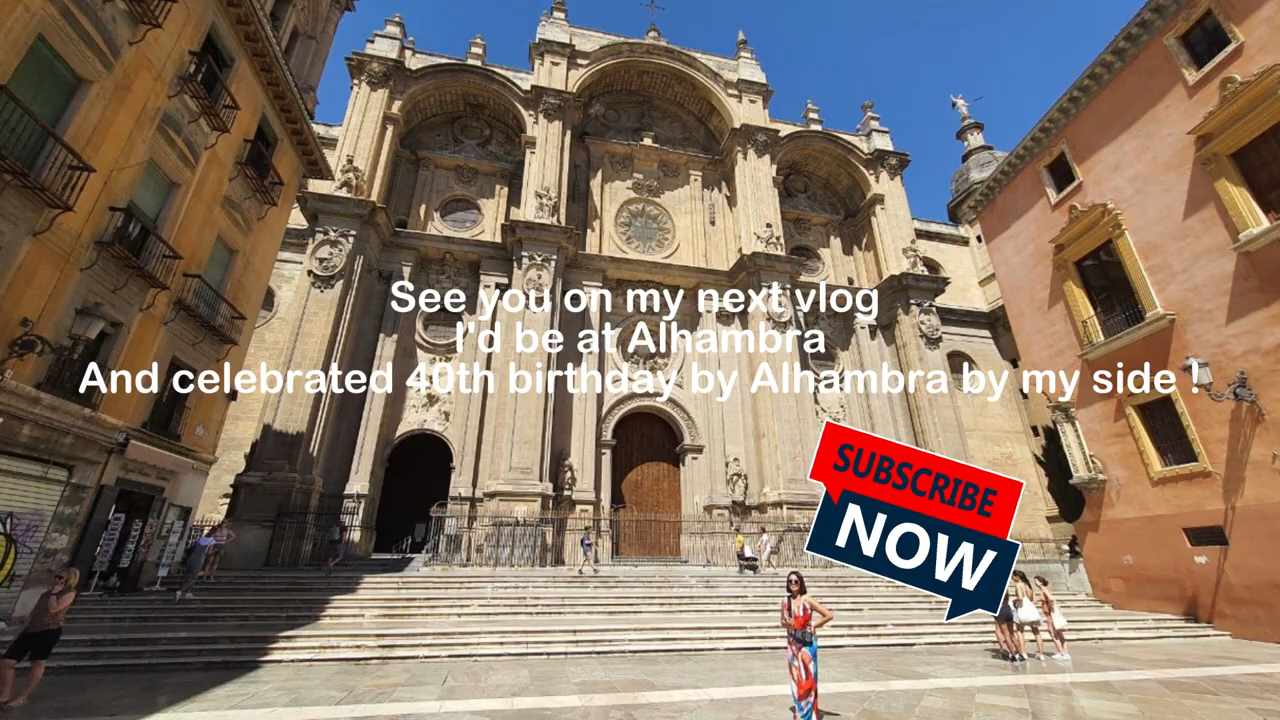 See you on my next vlog
I'd be at Alhambra
And celebrated 40th birthday by Alhambra by my side !
SUBSCRIBE
NOW